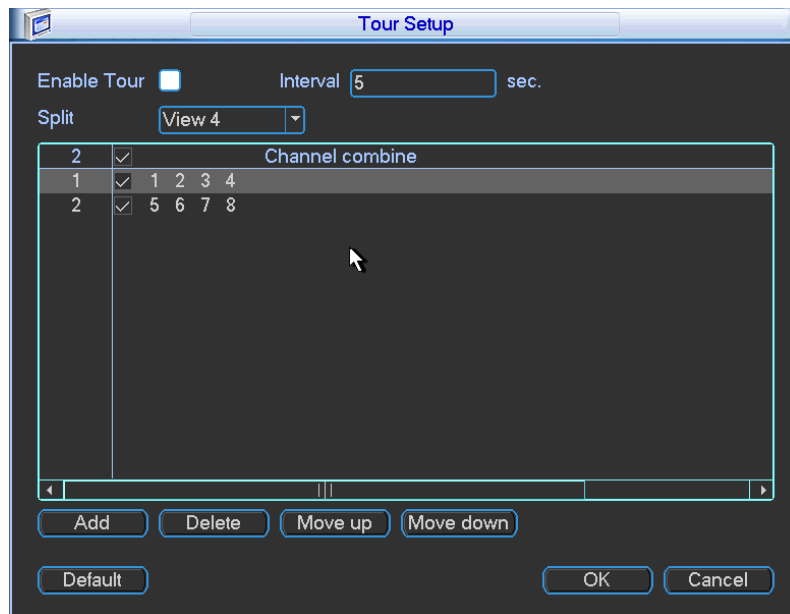 Tour Setup
Enable Tour Interval 5 sec.
Split View 4
2 Channel combine
1 1 2 3 4
2 5 6 7 8
Add Delete Move up Move down
Default OK Cancel